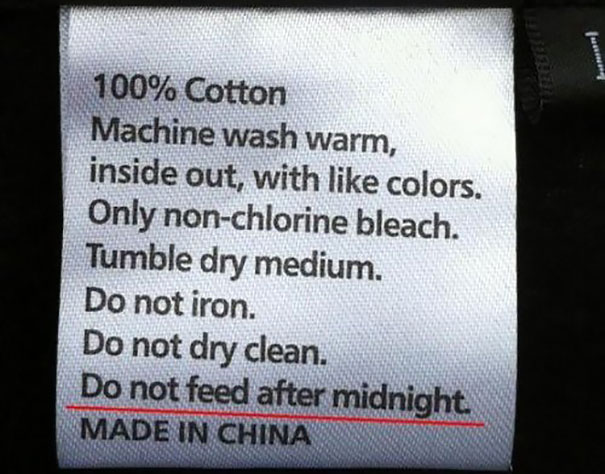 100% Cotton
Machine wash warm,
inside out, with like colors.
Only non-chlorine bleach.
Tumble dry medium.
Do not iron.
Do not dry clean.
Do not feed after midnight.
MADE IN CHINA